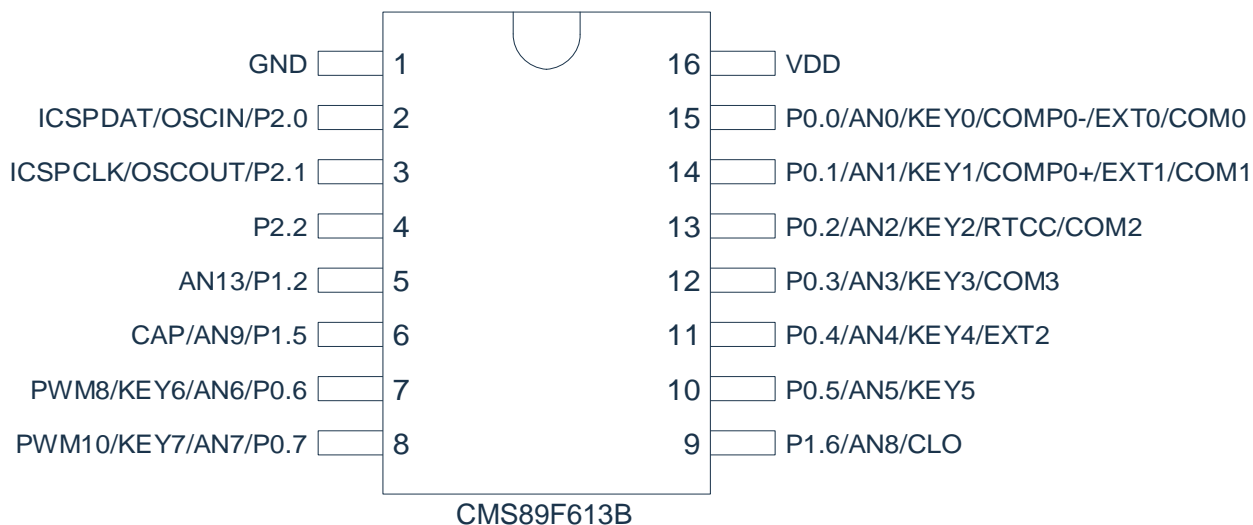 GND 1 16 VDD
ICSPDAT/OSCIN/P2.0 2 15 P0.0/AN0/KEY0/COMP0-/EXT0/COM0
ICSPCLK/OSCOUT/P2.1 3 14 P0.1/AN1/KEY1/COMP0+/EXT1/COM1
P2.2 4 13 P0.2/AN2/KEY2/RTCC/COM2
AN13/P1.2 5 12 P0.3/AN3/KEY3/COM3
CAP/AN9/P1.5 6 11 P0.4/AN4/KEY4/EXT2
PWM8/KEY6/AN6/P0.6 7 10 P0.5/AN5/KEY5
PWM10/KEY7/AN7/P0.7 8 9 P1.6/AN8/CLO
CMS89F613B